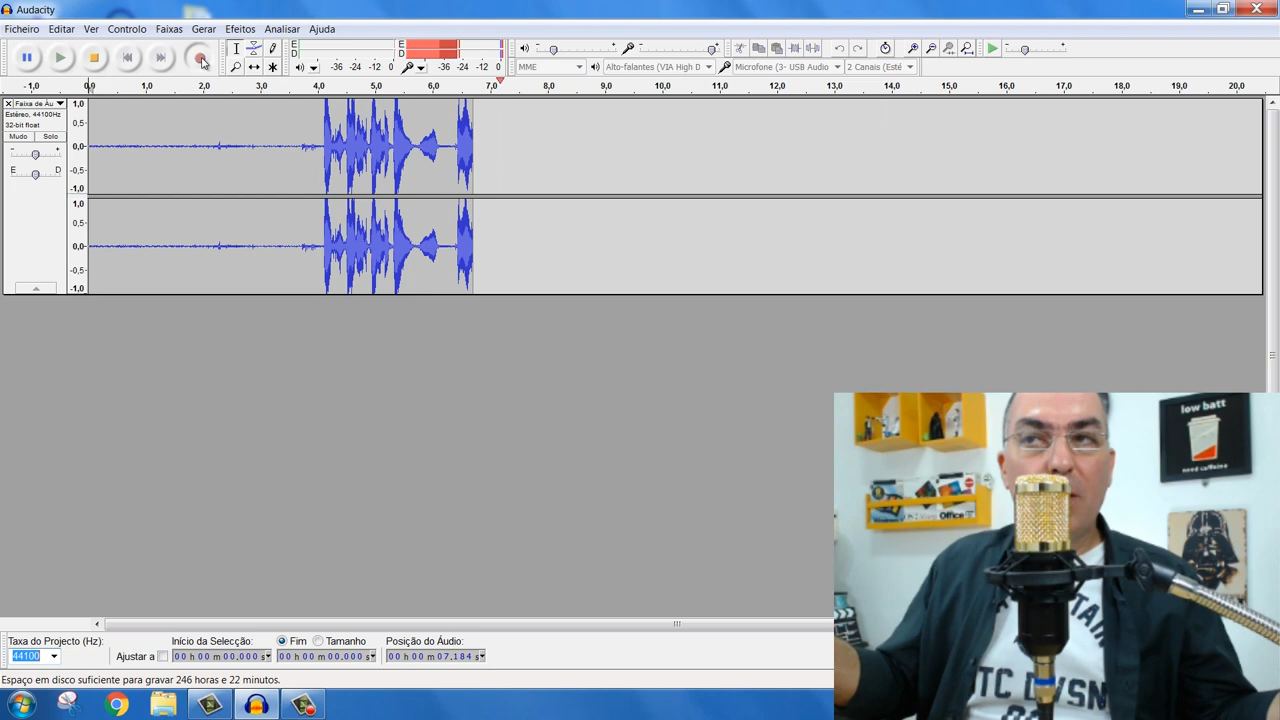 Audacity
Ficheiro Editar Ver Controlo Faixas Gerar Efeitos Analisar Ajuda
E E
D D
-36 -24 -12 0 -36 -24 -12 0
MME Alto-falantes (VIA High D Microfone (3- USB Audio 2 Canais (Esté
-1,0 0,0 1,0 2,0 3,0 4,0 5,0 6,0 7,0 8,0 9,0 10,0 11,0 12,0 13,0 14,0 15,0 16,0 17,0 18,0 19,0 20,0
Faixa de Áu
Estéreo, 44100Hz
32-bit float
Mudo Solo
- +
E D
1,0
0,5
0,0
-0,5
-1,0
1,0
0,5
0,0
-0,5
-1,0
low batt
need caffeine
Office
Taxa do Projecto (Hz): Início da Selecção: Fim Tamanho Posição do Áudio:
44100 Ajustar a 00 h 00 m 00.000 s 00 h 00 m 00.000 s 00 h 00 m 07.184 s
Espaço em disco suficiente para gravar 246 horas e 22 minutos.